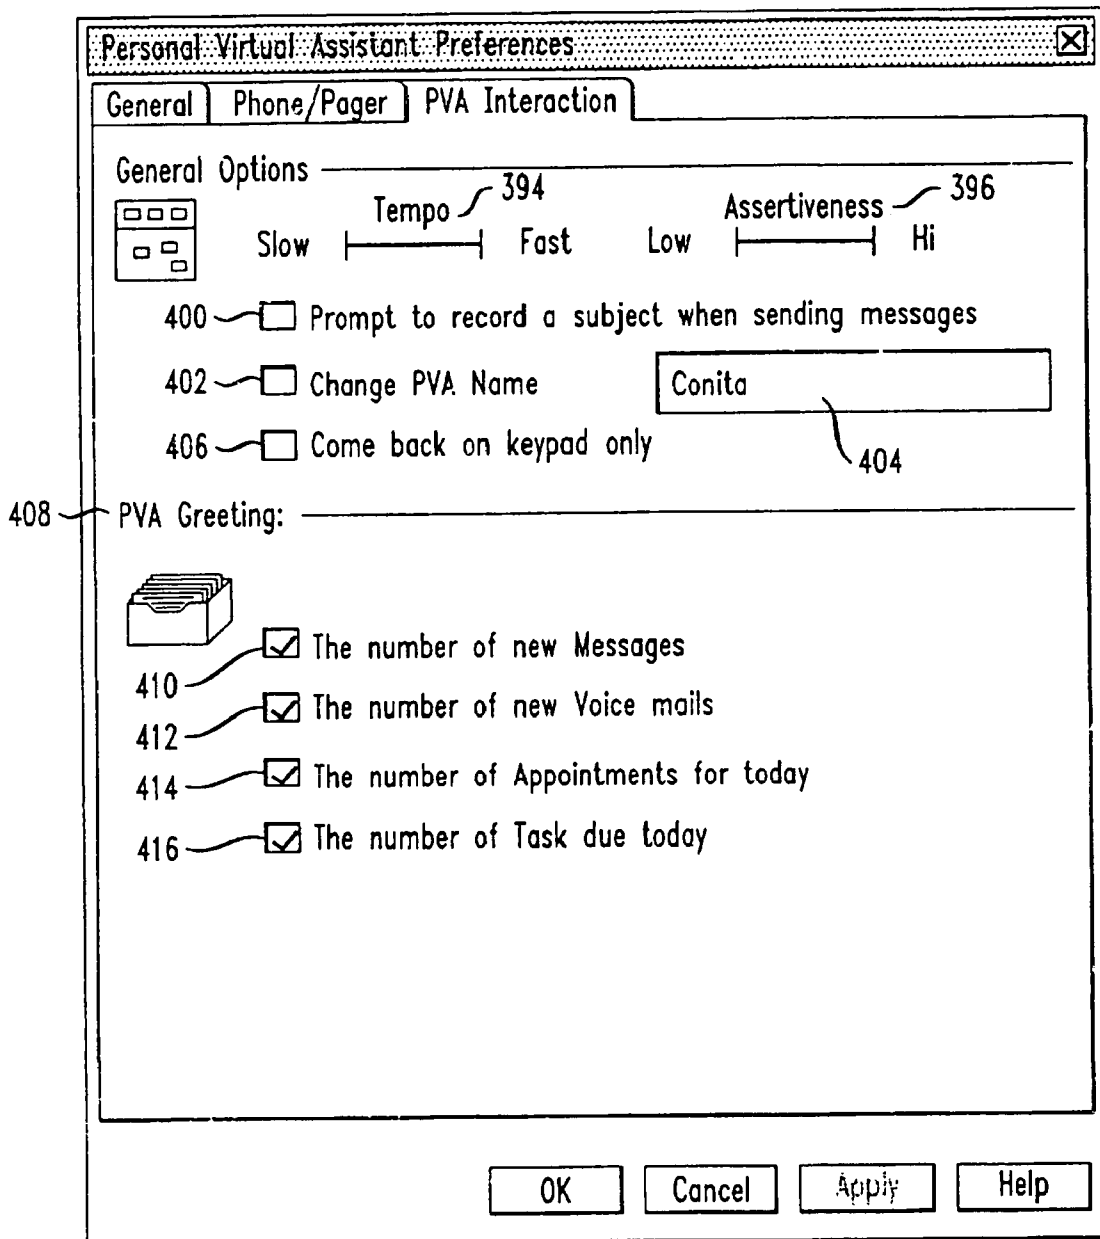 Personal Virtual Assistant Preferences
General Phone/Pager PVA Interaction
General Options
Tempo 394 Assertiveness 396
Slow Fast Low Hi
400 Prompt to record a subject when sending messages
402 Change PVA Name Conita
406 Come back on keypad only 404
408 PVA Greeting:
The number of new Messages
410
The number of new Voice mails
412
The number of Appointments for today
414
The number of Task due today
416
OK Cancel Apply Help